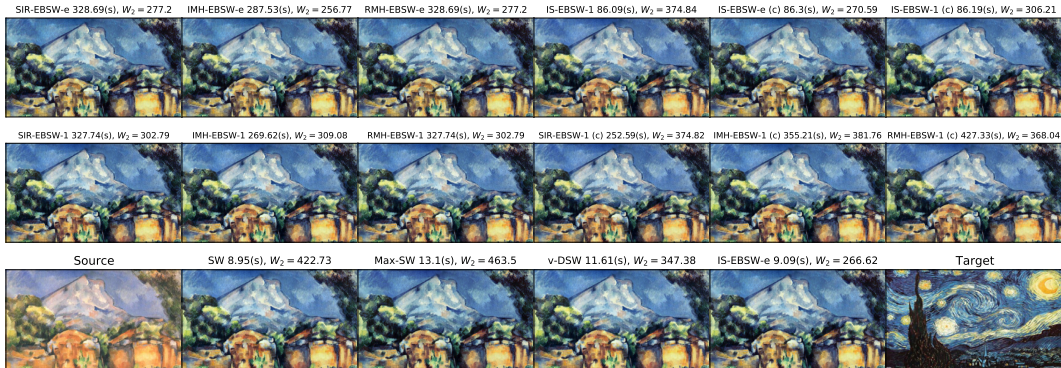 SIR-EBSW-e 328.69(s), W₂ = 277.2
IMH-EBSW-e 287.53(s), W₂ = 256.77
RMH-EBSW-e 328.69(s), W₂ = 277.2
IS-EBSW-1 86.09(s), W₂ = 374.84
IS-EBSW-e (c) 86.3(s), W₂ = 270.59
IS-EBSW-1 (c) 86.19(s), W₂ = 306.21
SIR-EBSW-1 327.74(s), W₂ = 302.79
IMH-EBSW-1 269.62(s), W₂ = 309.08
RMH-EBSW-1 327.74(s), W₂ = 302.79
SIR-EBSW-1 (c) 252.59(s), W₂ = 374.82
IMH-EBSW-1 (c) 355.21(s), W₂ = 381.76
RMH-EBSW-1 (c) 427.33(s), W₂ = 368.04
Source
SW 8.95(s), W₂ = 422.73
Max-SW 13.1(s), W₂ = 463.5
v-DSW 11.61(s), W₂ = 347.38
IS-EBSW-e 9.09(s), W₂ = 266.62
Target